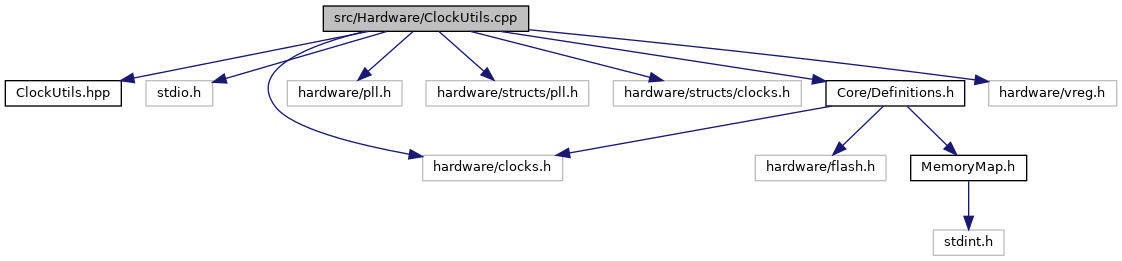 src/Hardware/ClockUtils.cpp
ClockUtils.hpp
stdio.h
hardware/pll.h
hardware/structs/pll.h
hardware/structs/clocks.h
Core/Definitions.h
hardware/vreg.h
hardware/clocks.h
hardware/flash.h
MemoryMap.h
stdint.h